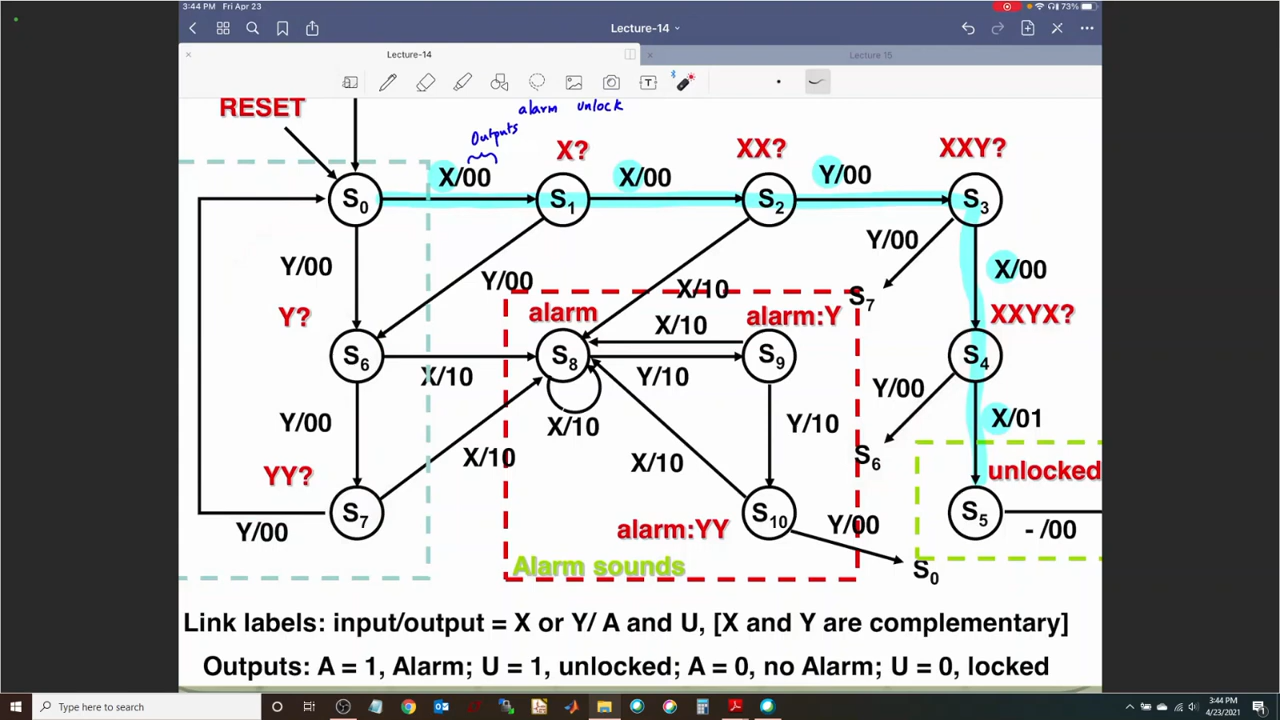 3:44 PM Fri Apr 23
73%
Lecture-14
Lecture-14
Lecture 15
RESET
alarm unlock
Outputs
X? XX? XXY?
X/00 X/00 Y/00
S0 S1 S2 S3
Y/00
Y/00 X/00
Y/00
X/10
S7
Y? alarm X/10 alarm:Y XXYX?
S6 S8 S9 S4
X/10 Y/10 Y/00
Y/00 X/10 Y/10 X/01
X/10 X/10 S6
YY? unlocked
S7 S10 S5
Y/00 alarm:YY Y/00 - /00
Alarm sounds S0
Link labels: input/output = X or Y/ A and U, [X and Y are complementary]
Outputs: A = 1, Alarm; U = 1, unlocked; A = 0, no Alarm; U = 0, locked
Type here to search
3:44 PM
4/23/2021